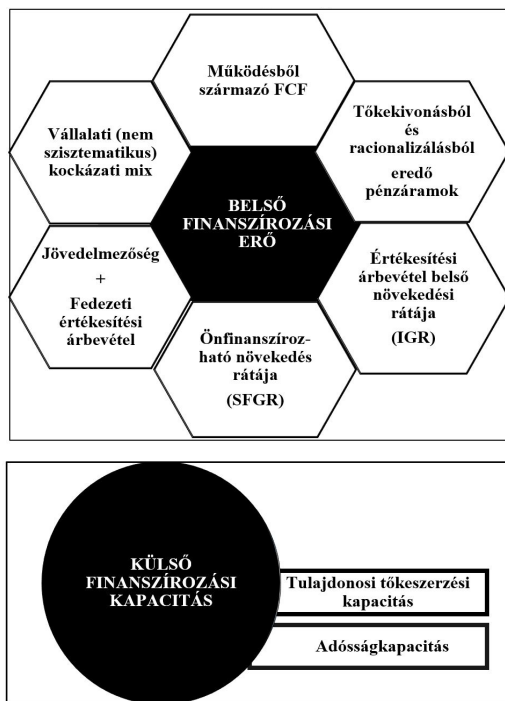 Működésből
származó FCF
Vállalati (nem
szisztematikus)
kockázati mix
Tőkekivonásból
és
racionalizálásból
eredő
pénzáramok
BELSŐ
FINANSZÍROZÁSI
ERŐ
Jövedelmezőség
+
Fedezeti
értékesítési
árbevétel
Értékesítési
árbevétel belső
növekedési
rátája
(IGR)
Önfinanszíroz-
ható növekedés
rátája
(SFGR)
KÜLSŐ
FINANSZÍROZÁSI
KAPACITÁS
Tulajdonosi tőkeszerzési
kapacitás
Adósságkapacitás